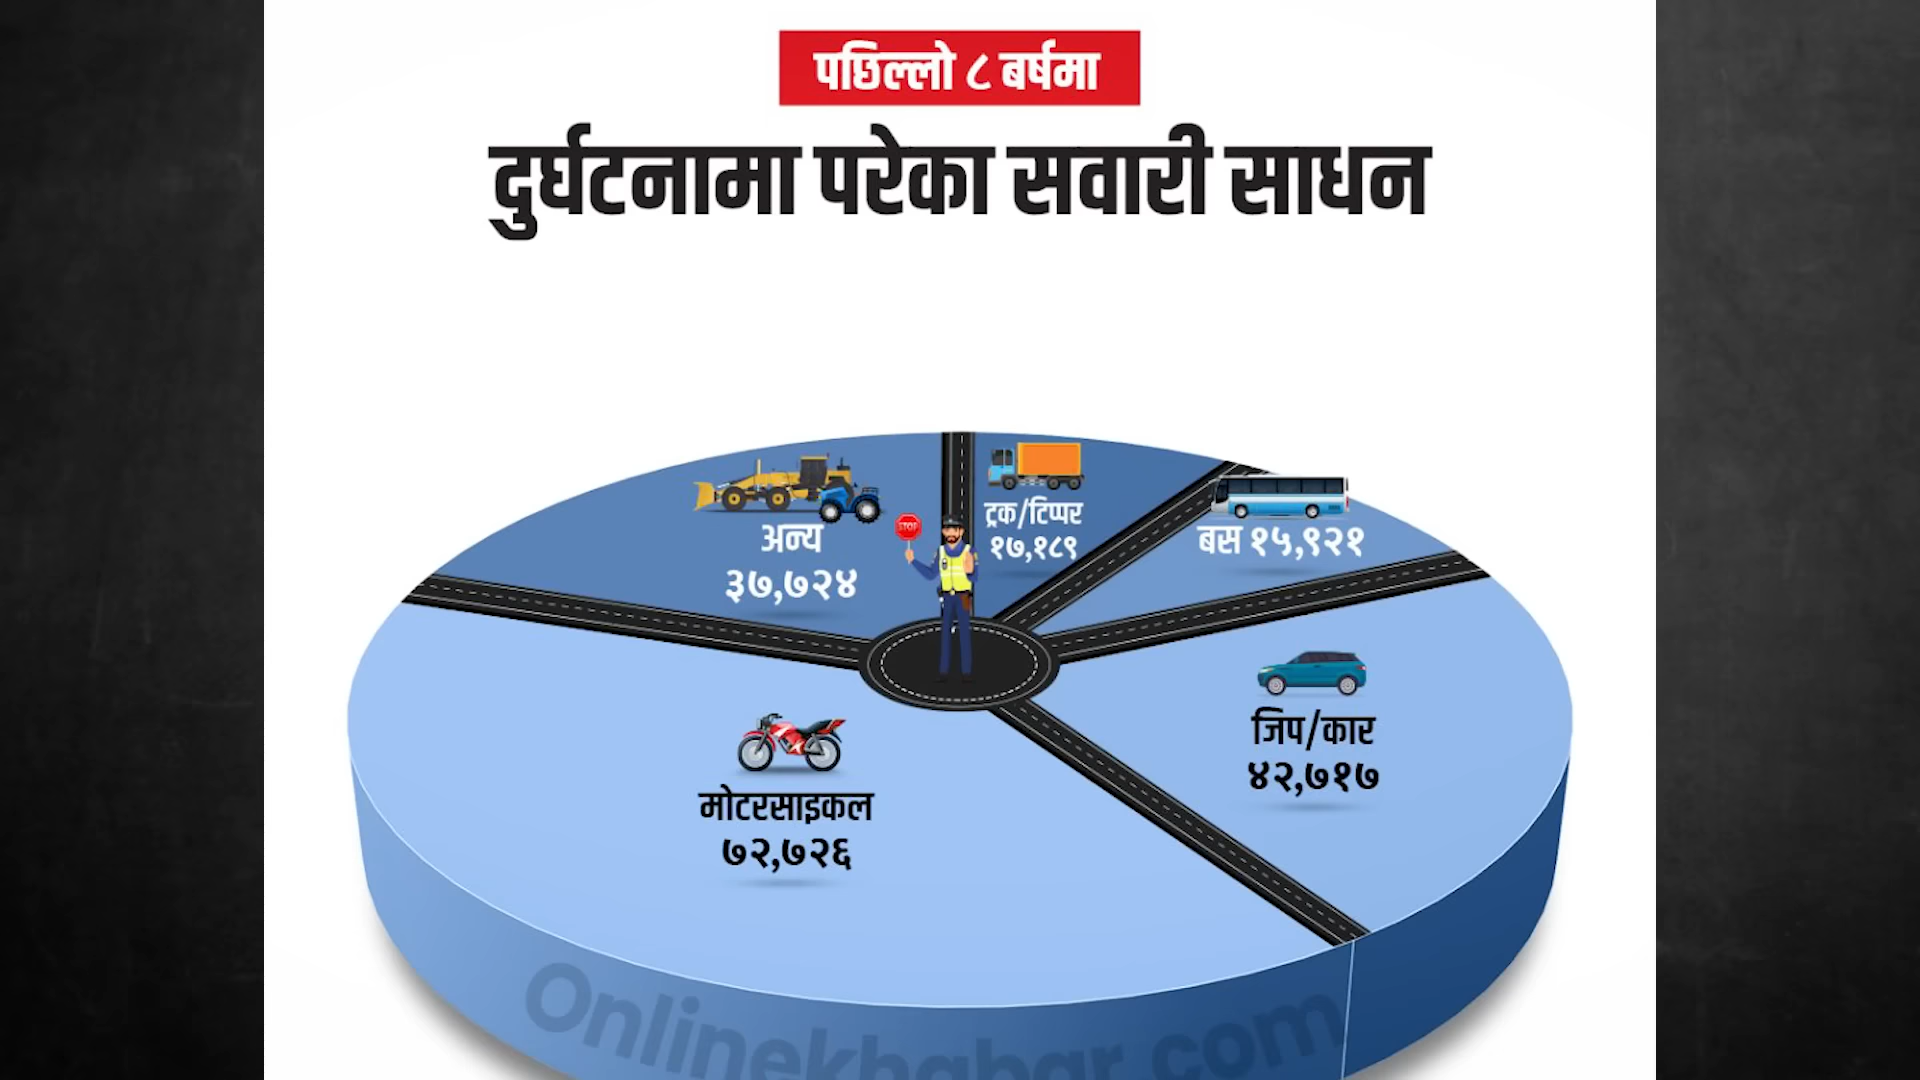 पछिल्लो ८ बर्षमा
दुर्घटनामा परेका सवारी साधन
STOP
ट्रक/टिप्पर
१७,१८९
बस १५,९२१
अन्य
३७,७२४
जिप/कार
४२,७१७
मोटरसाइकल
७२,७२६
Onlinekhabar.com